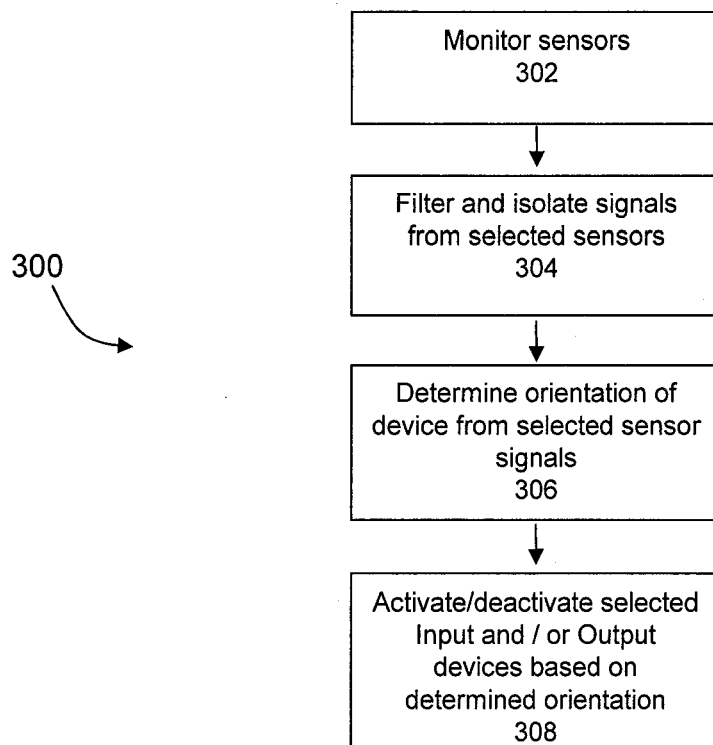 Monitor sensors
302
Filter and isolate signals
from selected sensors
304
300
Determine orientation of
device from selected sensor
signals
306
Activate/deactivate selected
Input and / or Output
devices based on
determined orientation
308